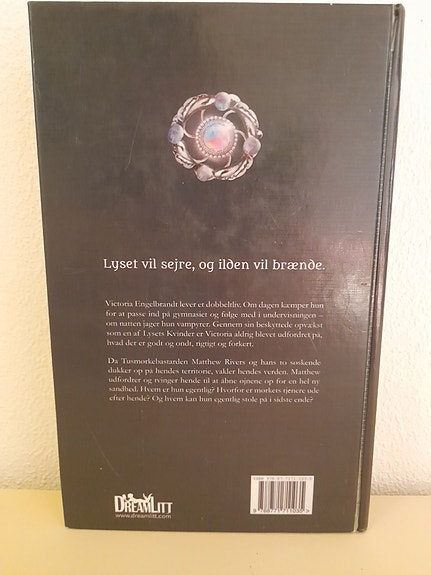 Lyset vil sejre, og ilden vil brænde.
Victoria Engelbrandt lever et dobbeltliv. Om dagen kæmper hun
for at passe ind på gymnasiet og følge med i undervisningen –
om natten jager hun vampyrer. Gennem sin beskyttede opvækst
som en af Lysets Kvinder er Victoria aldrig blevet udfordret på,
hvad der er godt og ondt, rigtigt og forkert.
Da Tusmørkebastarden Matthew Rivers og hans to søskende
dukker op på hendes territorie, vakler hendes verden. Matthew
udfordrer og tvinger hende til at åbne øjnene op for en hel ny
sandhed. Hvem er hun egentlig? Hvorfor er mørkets tjenere ude
efter hende? Og hvem kan hun egentlig stole på i sidste ende?
DREAMLITT
www.dreamlitt.com